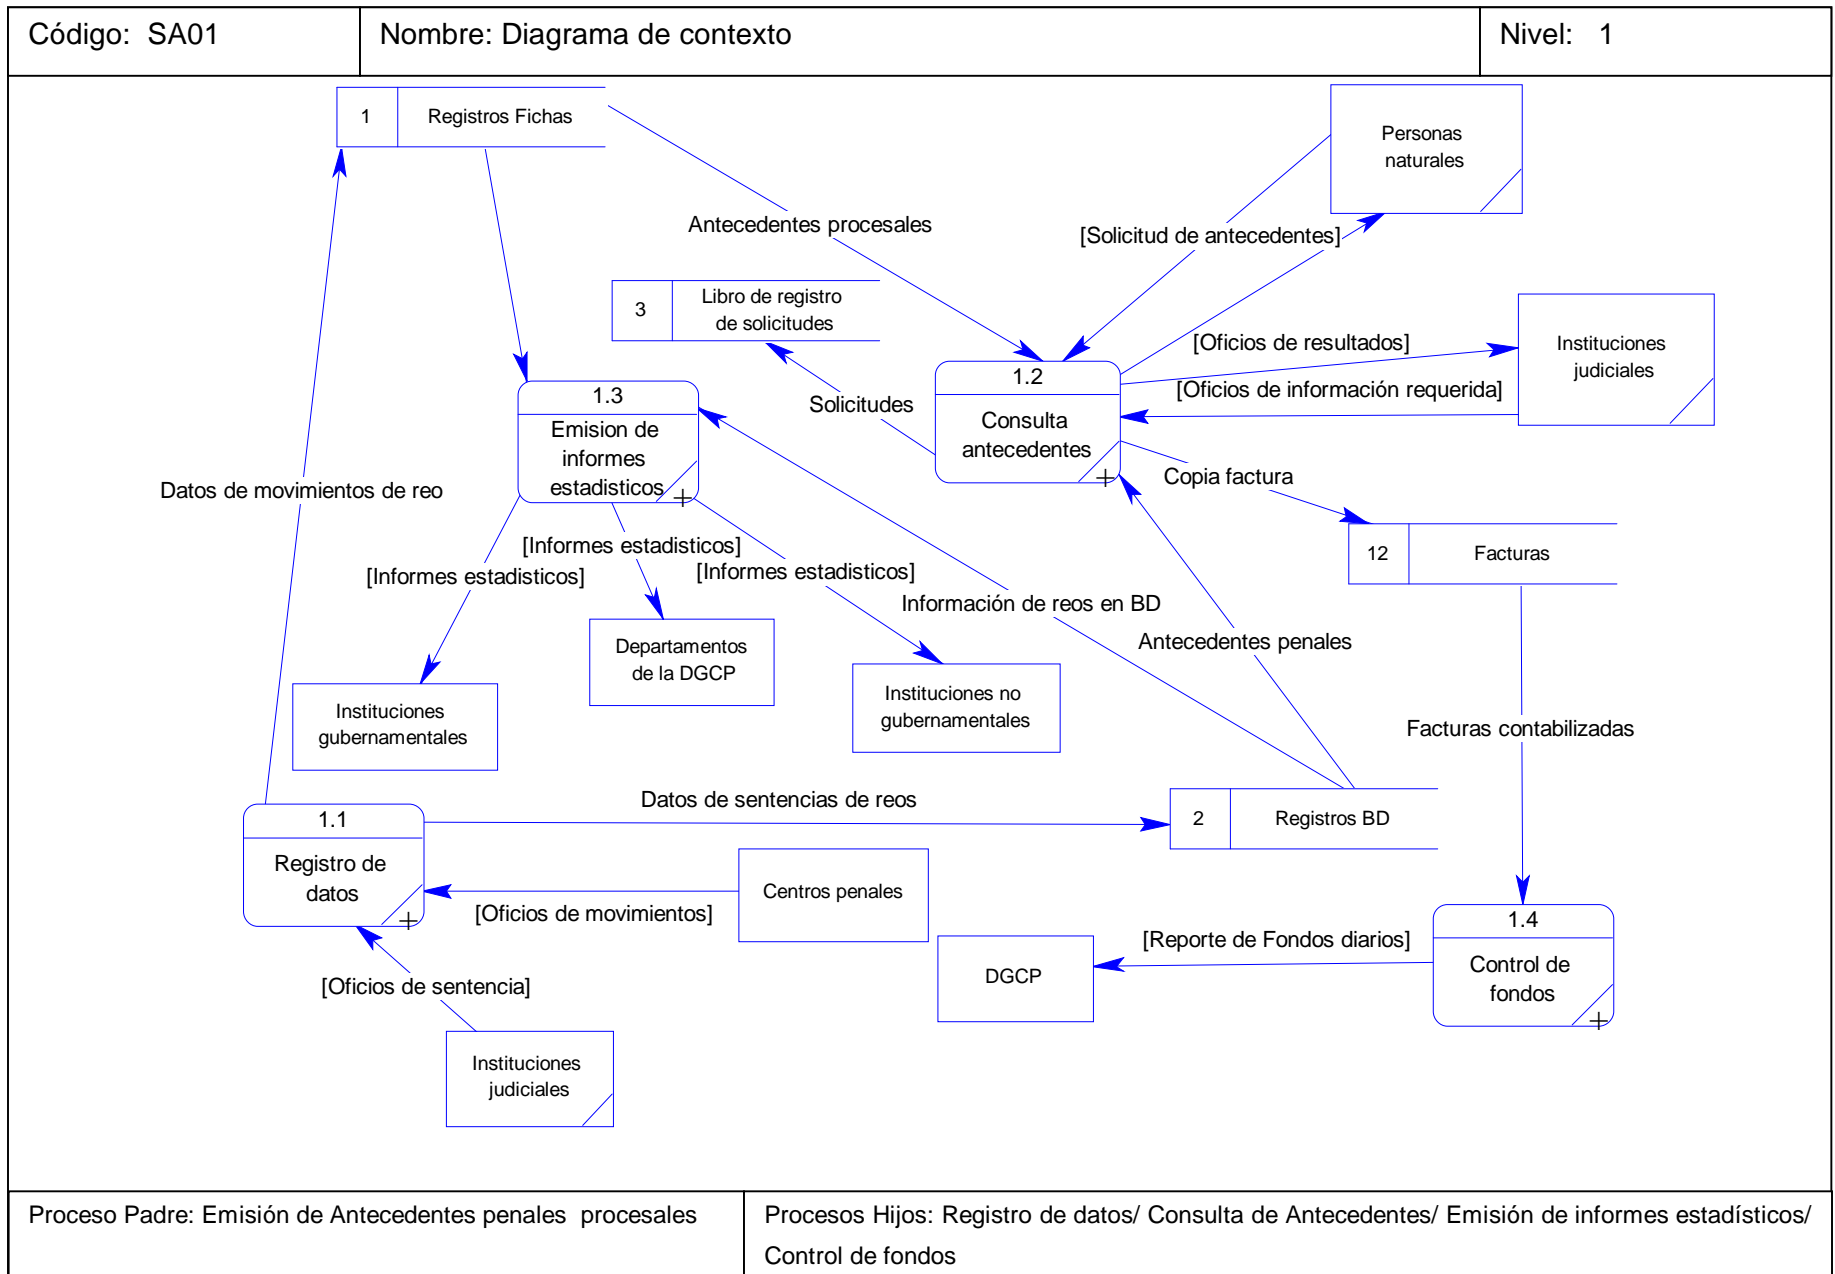 Código: SA01
Nombre: Diagrama de contexto
Nivel: 1
1
Registros Fichas
Personas
naturales
Antecedentes procesales
[Solicitud de antecedentes]
3
Libro de registro
de solicitudes
[Oficios de resultados]
Instituciones
judiciales
1.2
Consulta
antecedentes
[Oficios de información requerida]
1.3
Emision de
informes
estadisticos
Solicitudes
Copia factura
Datos de movimientos de reo
[Informes estadisticos]
[Informes estadisticos]
[Informes estadisticos]
12
Facturas
Información de reos en BD
Antecedentes penales
Departamentos
de la DGCP
Instituciones no
gubernamentales
Instituciones
gubernamentales
Facturas contabilizadas
Datos de sentencias de reos
1.1
Registro de
datos
2
Registros BD
Centros penales
[Oficios de movimientos]
1.4
Control de
fondos
[Reporte de Fondos diarios]
DGCP
[Oficios de sentencia]
Instituciones
judiciales
Proceso Padre: Emisión de Antecedentes penales  procesales
Procesos Hijos: Registro de datos/ Consulta de Antecedentes/ Emisión de informes estadísticos/
Control de fondos